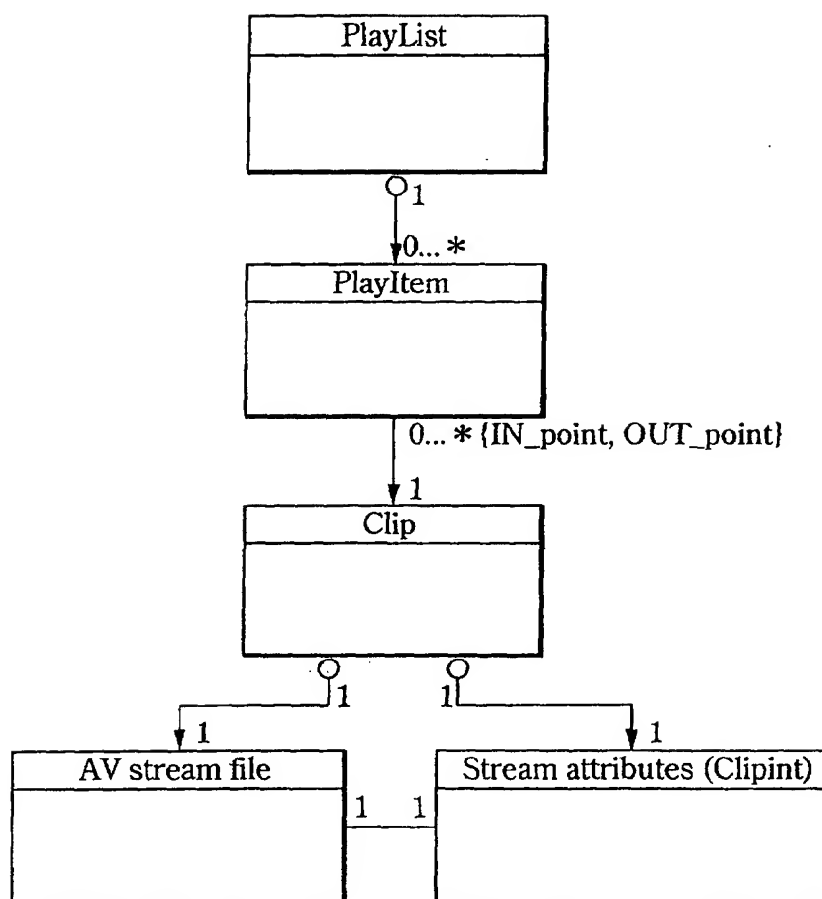 PlayList
1
0... *
PlayItem
0... * {IN_point, OUT_point}
1
Clip
1 1
1 1
AV stream file Stream attributes (Clipint)
1 1